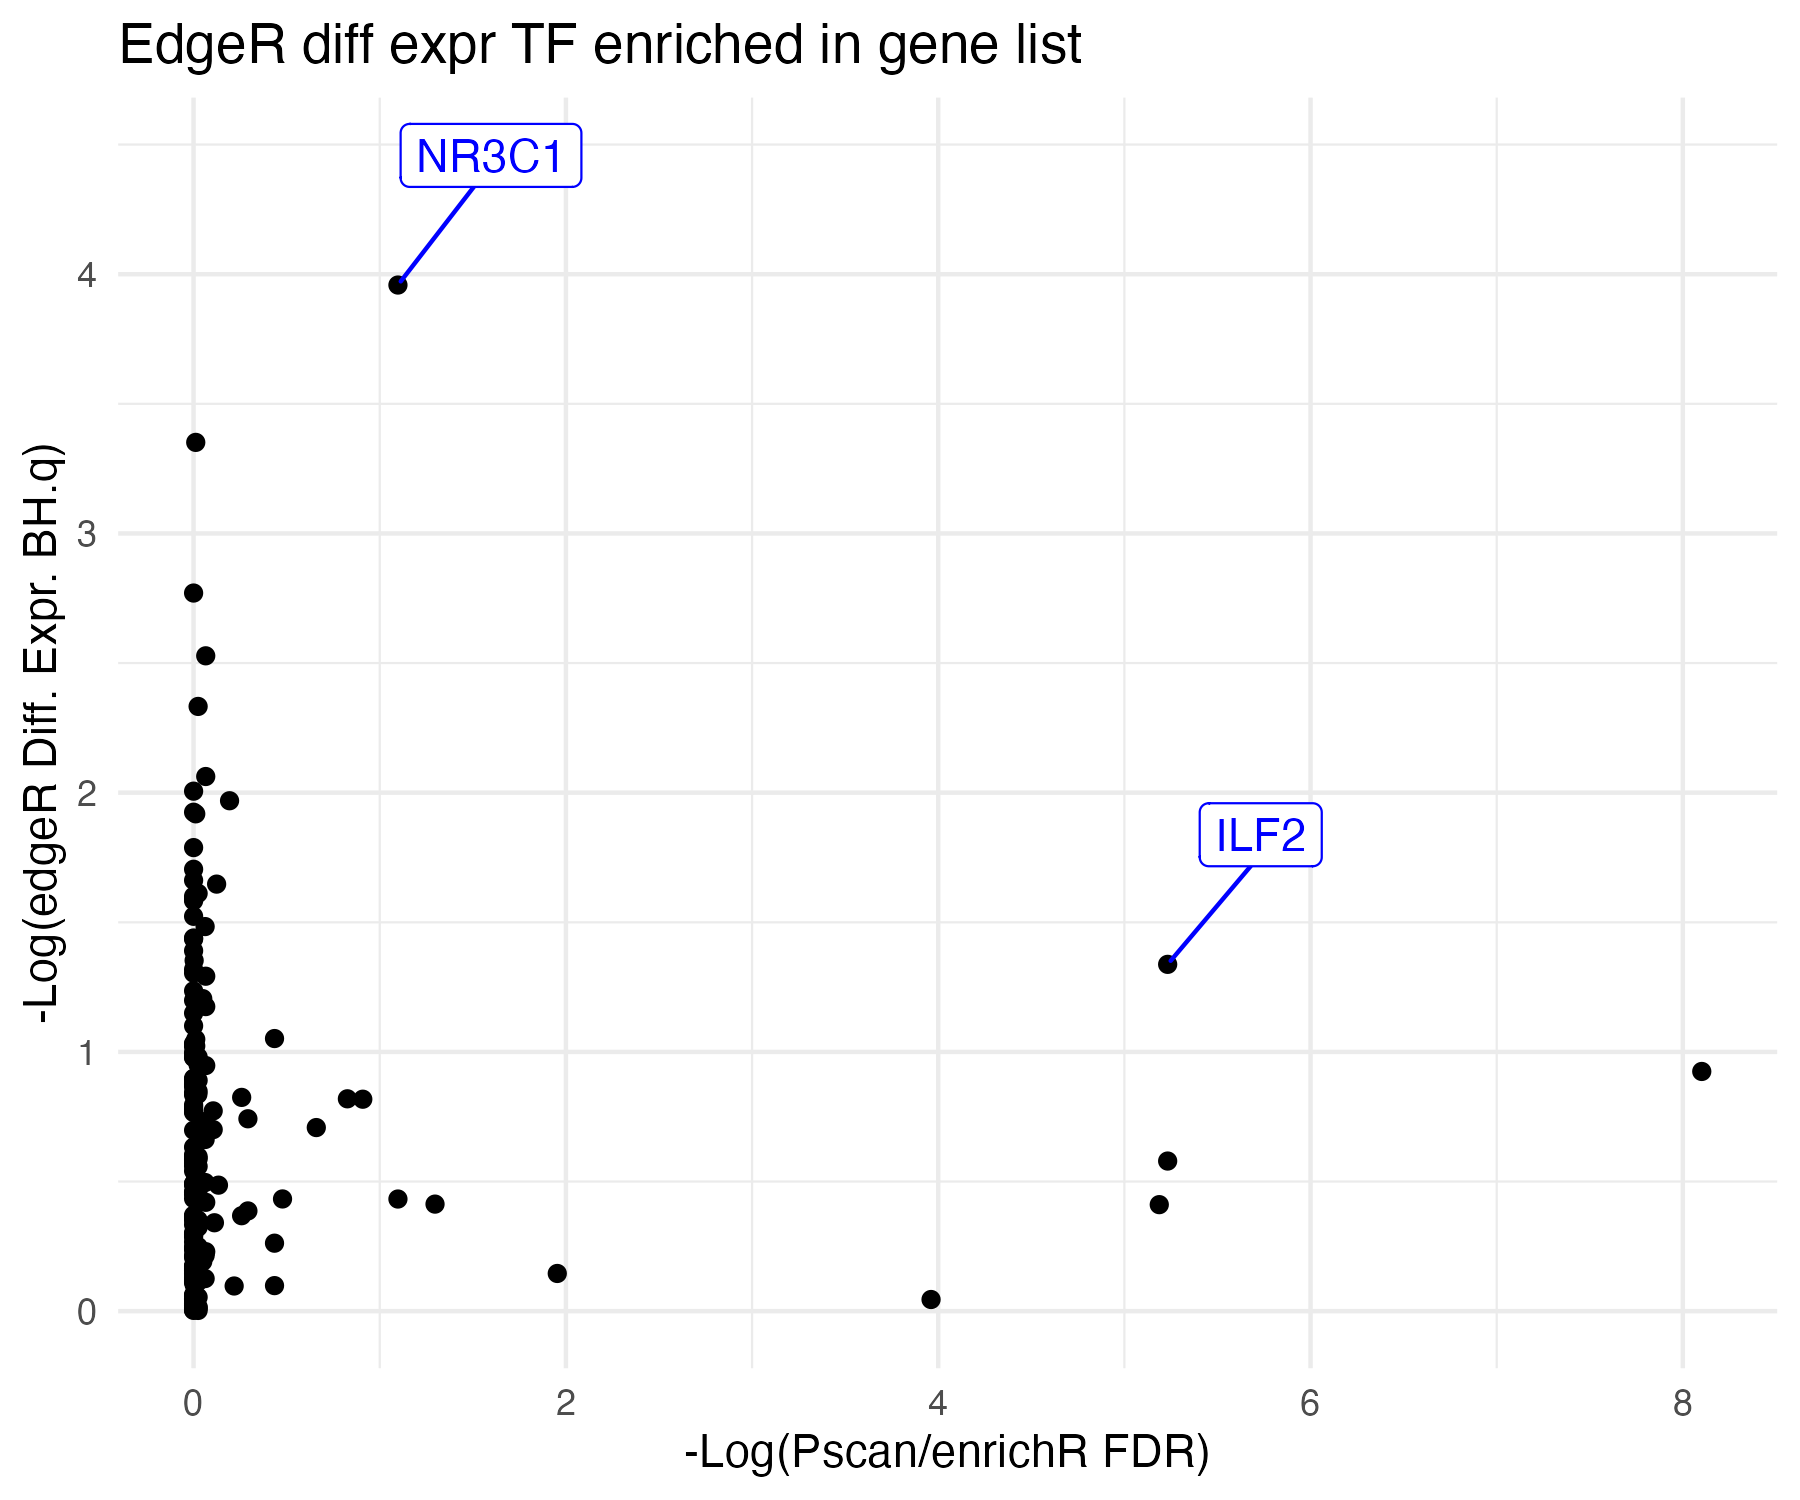 EdgeR diff expr TF enriched in gene list
NR3C1
ILF2
-Log(edgeR Diff. Expr. BH.q)
4
3
2
1
0
0 2 4 6 8
-Log(Pscan/enrichR FDR)